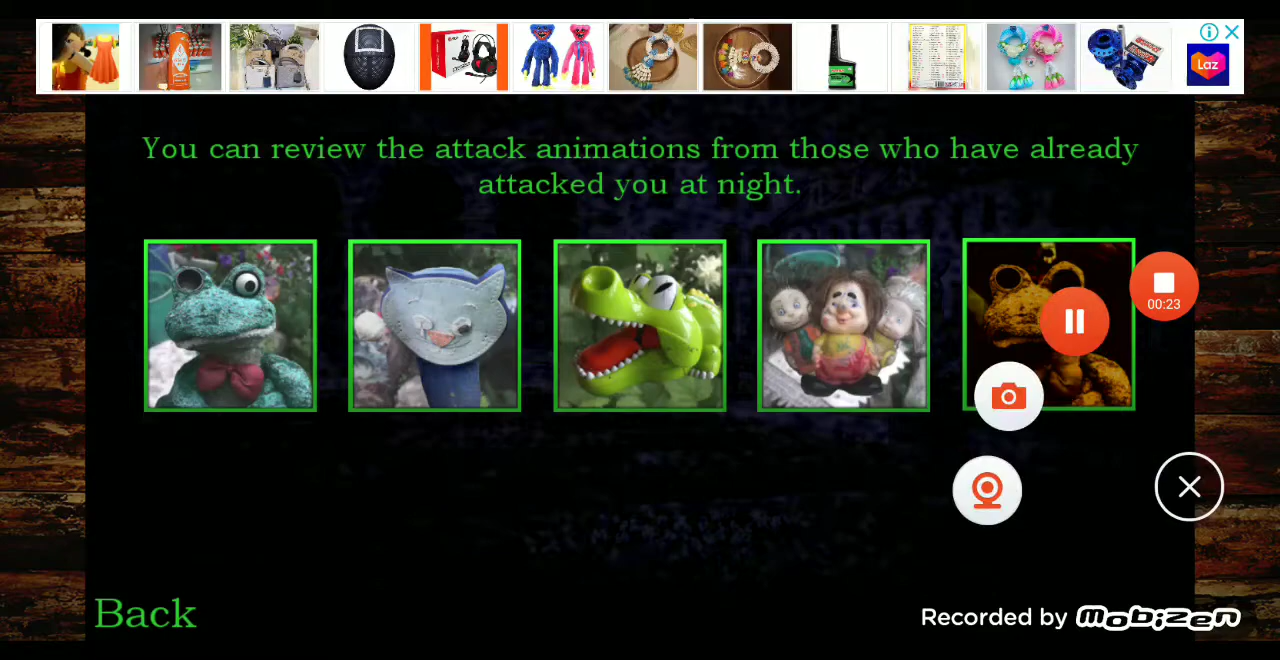 Laz
You can review the attack animations from those who have already
attacked you at night.
00:23
Back
Recorded by mobizen